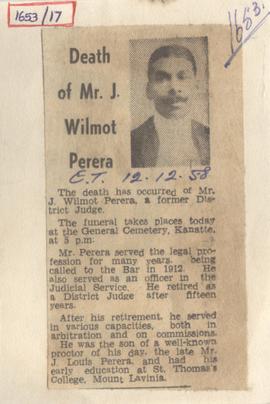 1653/17
1653.
Death
of Mr. J.
Wilmot
Perera
E.T. 12.12.58
The death has occurred of Mr.
J. Wilmot Perera, a former Dis-
trict Judge.
The funeral takes places today
at the General Cemetery, Kanatte,
at 5 p.m:
Mr. Perera served the legal pro-
fession for many years, being
called to the Bar in 1912. He
also served as an officer in the
Judicial Service. He retired as
a District Judge after fifteen
years.
After his retirement, he served
in various capacities, both in
arbitration and on commissions.
He was the son of a well-known
proctor of his day, the late Mr.
J. Louis Perera, and had his
early education at St. Thomas's
College, Mount Lavinia.